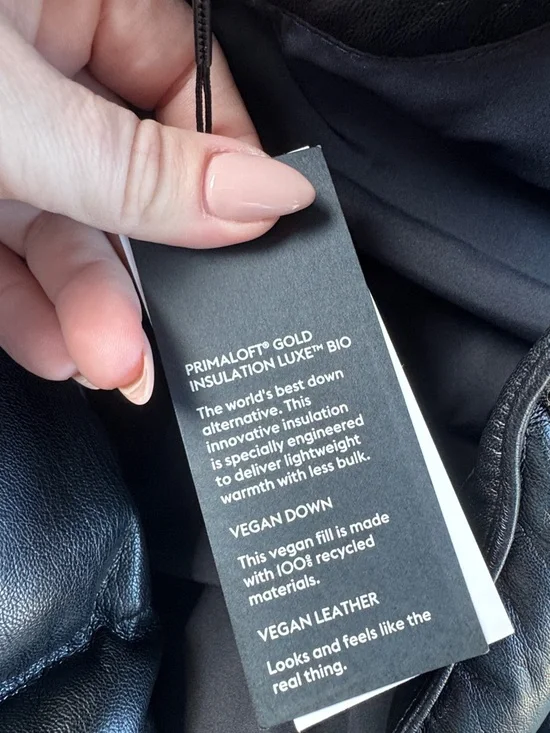 PRIMALOFT® GOLD
INSULATION LUXE™ BIO
The world's best down
alternative. This
innovative insulation
is specially engineered
to deliver lightweight
warmth with less bulk.
VEGAN DOWN
This vegan fill is made
with 100% recycled
materials.
VEGAN LEATHER
Looks and feels like the
real thing.